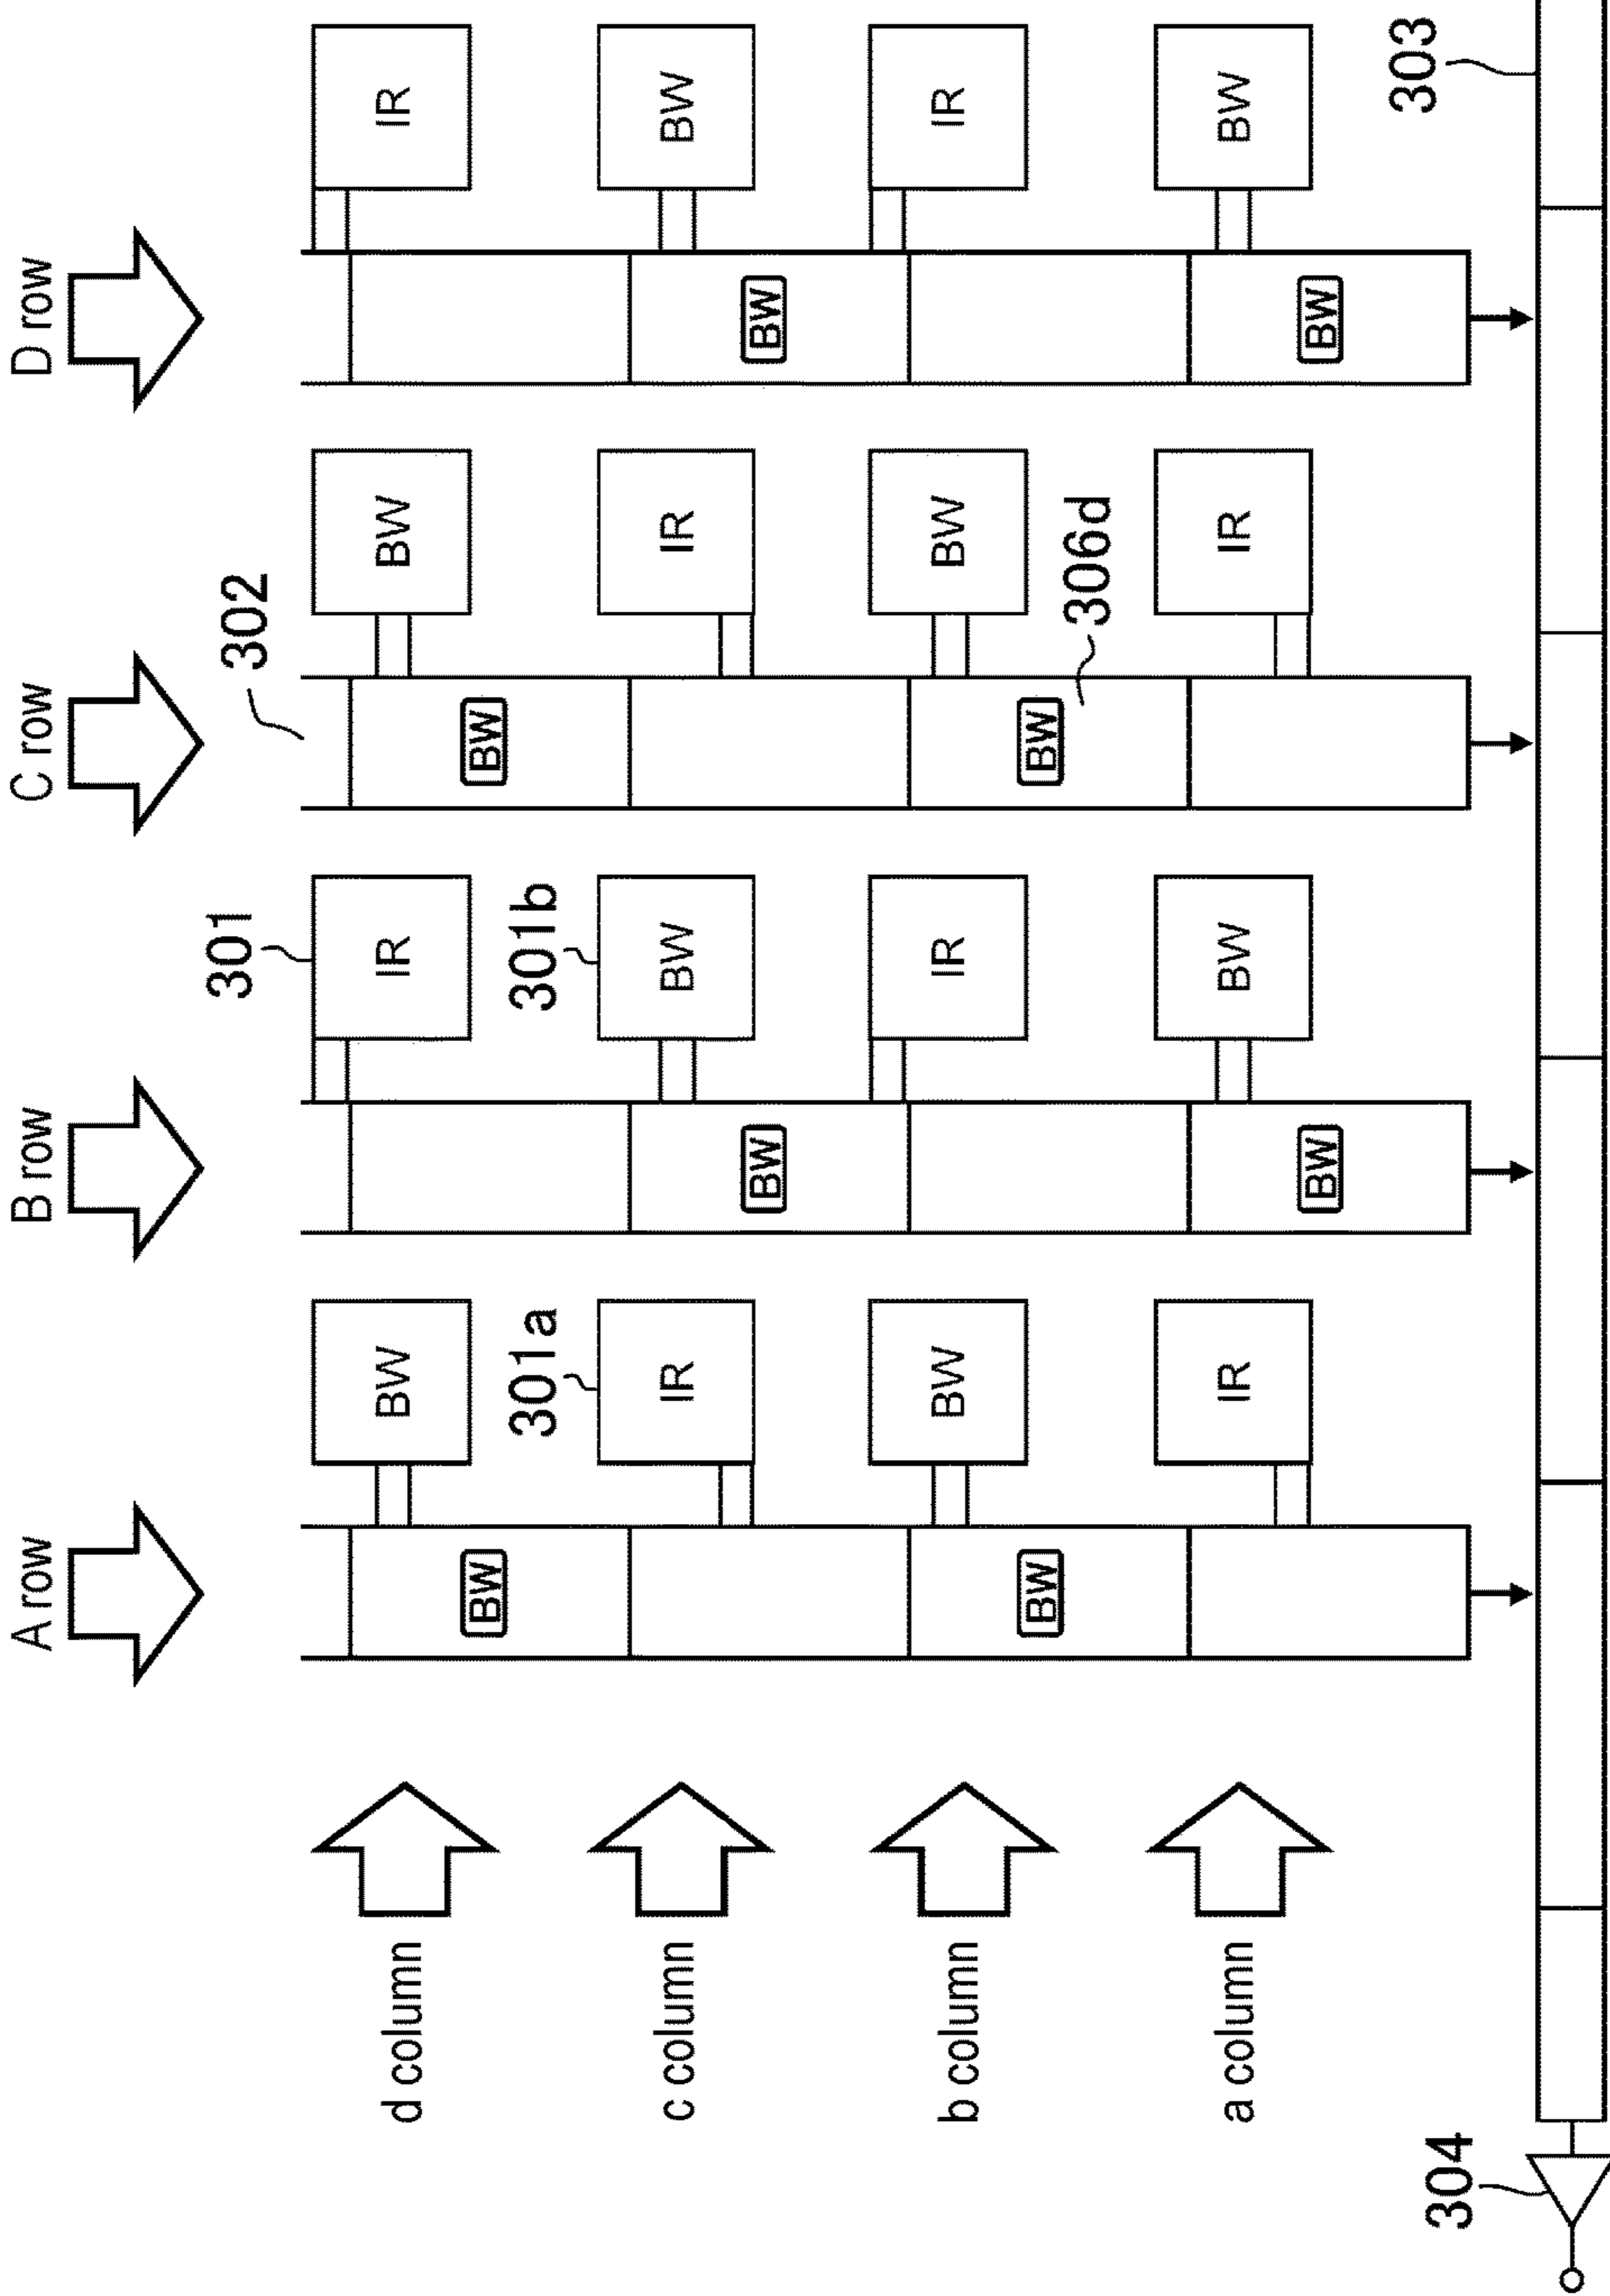 A row
B row
C row
D row
301
302
d column
BW
IR
BW
IR
BW
BW
301a
301b
c column
IR
BW
IR
BW
BW
BW
b column
BW
IR
BW
IR
BW
BW
306d
a column
IR
BW
IR
BW
BW
BW
303
304